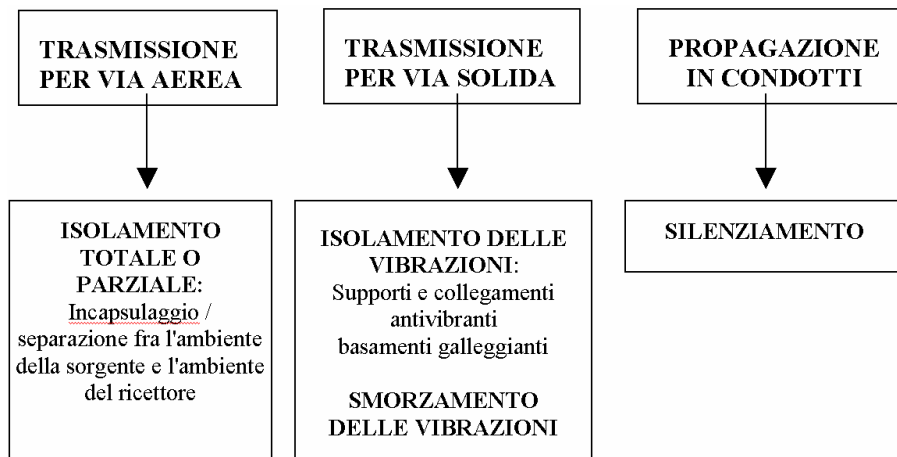 TRASMISSIONE
PER VIA AEREA
TRASMISSIONE
PER VIA SOLIDA
PROPAGAZIONE
IN CONDOTTI
ISOLAMENTO
TOTALE O
PARZIALE:
Incapsulaggio /
separazione fra l'ambiente
della sorgente e l'ambiente
del ricettore
ISOLAMENTO DELLE
VIBRAZIONI:
Supporti e collegamenti
antivibranti
basamenti galleggianti
SMORZAMENTO
DELLE VIBRAZIONI
SILENZIAMENTO